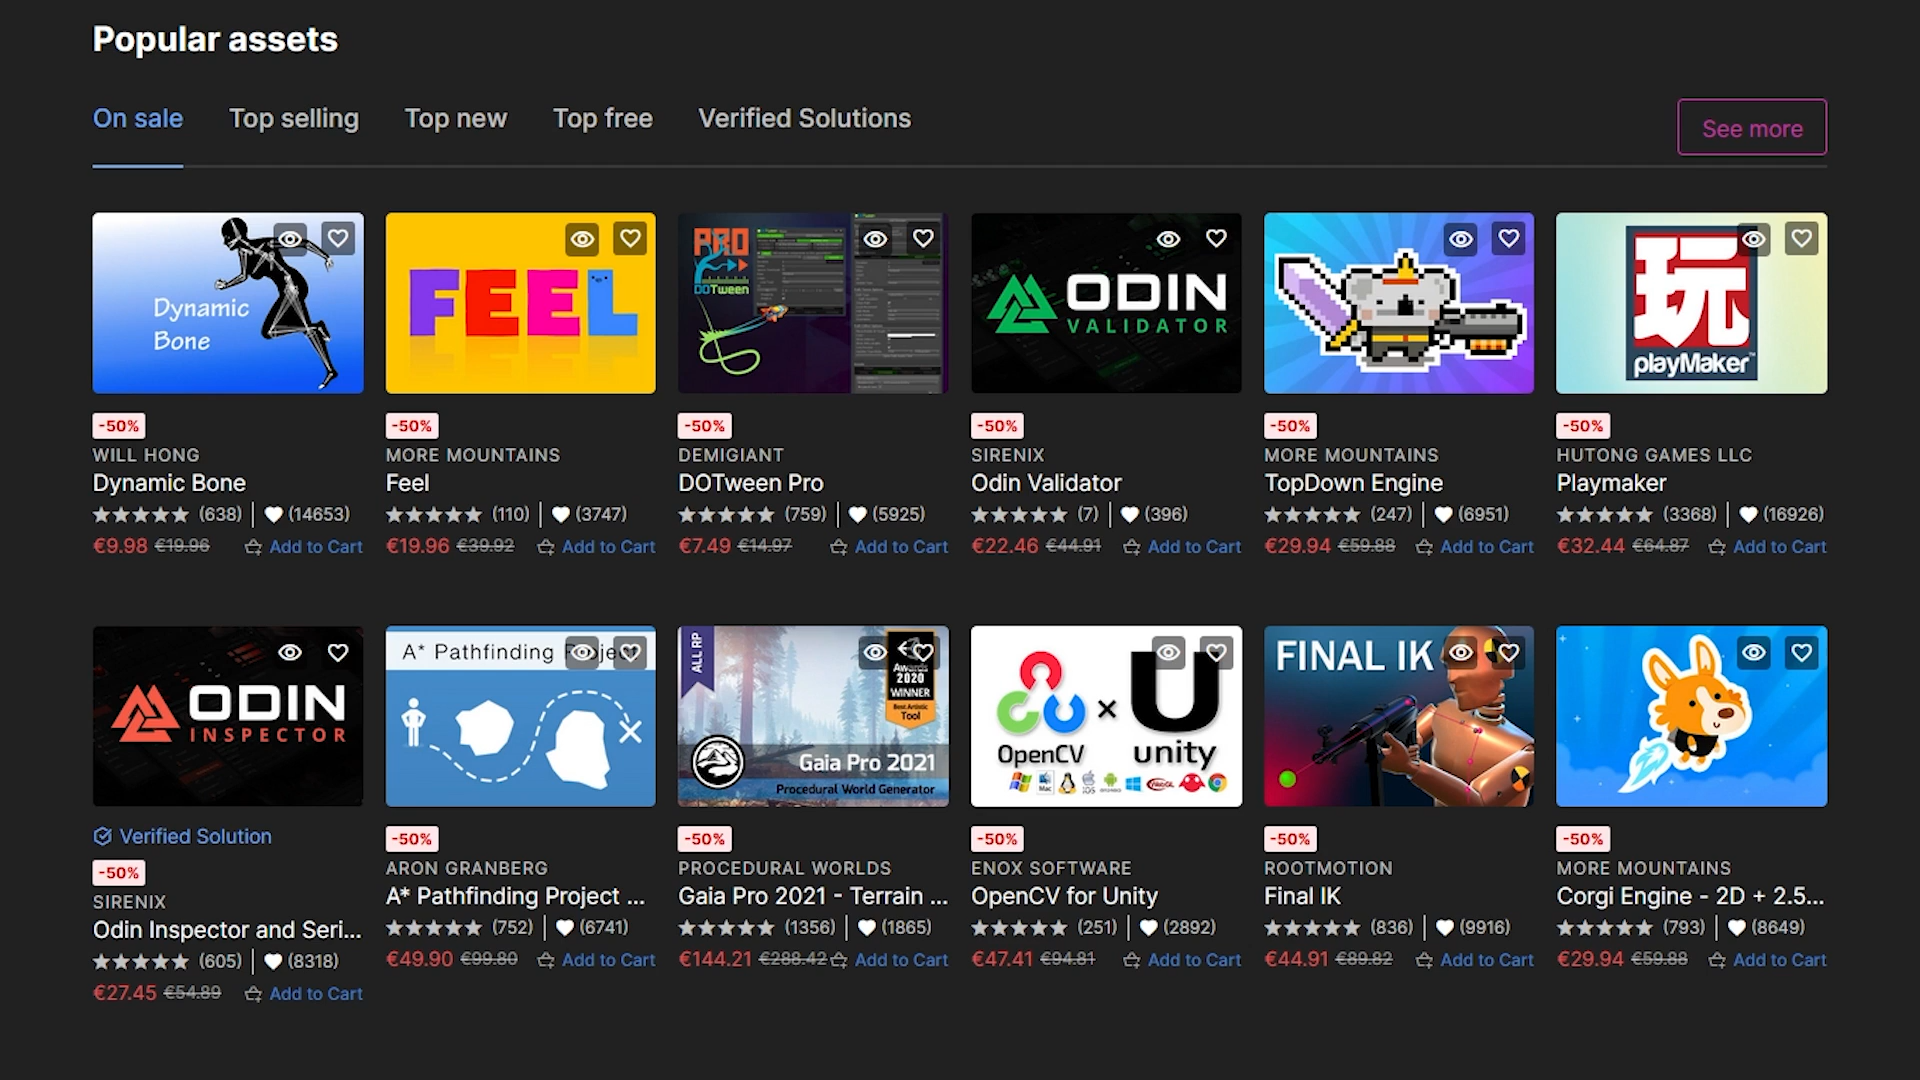 Popular assets
On sale
Top selling
Top new
Top free
Verified Solutions
See more
Dynamic
Bone
FEEL
PRO
DOTween
ODIN
VALIDATOR
玩
playMaker™
-50%
WILL HONG
Dynamic Bone
(638) (14653)
€9.98 €19.96 Add to Cart
-50%
MORE MOUNTAINS
Feel
(110) (3747)
€19.96 €39.92 Add to Cart
-50%
DEMIGIANT
DOTween Pro
(759) (5925)
€7.49 €14.97 Add to Cart
-50%
SIRENIX
Odin Validator
(7) (396)
€22.46 €44.91 Add to Cart
-50%
MORE MOUNTAINS
TopDown Engine
(247) (6951)
€29.94 €59.88 Add to Cart
-50%
HUTONG GAMES LLC
Playmaker
(3368) (16926)
€32.44 €64.87 Add to Cart
ODIN
INSPECTOR
Verified Solution
-50%
SIRENIX
Odin Inspector and Seri...
(605) (8318)
€27.45 €54.89 Add to Cart
A* Pathfinding Project
-50%
ARON GRANBERG
A* Pathfinding Project ...
(752) (6741)
€49.90 €99.80 Add to Cart
ALL RP
Awards
2020
WINNER
Best Artistic
Tool
Gaia Pro 2021
Procedural World Generator
-50%
PROCEDURAL WORLDS
Gaia Pro 2021 - Terrain ...
(1356) (1865)
€144.21 €288.42 Add to Cart
OpenCV × U unity
Mac
iOS
-50%
ENOX SOFTWARE
OpenCV for Unity
(251) (2892)
€47.41 €94.81 Add to Cart
FINAL IK
-50%
ROOTMOTION
Final IK
(836) (9916)
€44.91 €89.82 Add to Cart
-50%
MORE MOUNTAINS
Corgi Engine - 2D + 2.5...
(793) (8649)
€29.94 €59.88 Add to Cart